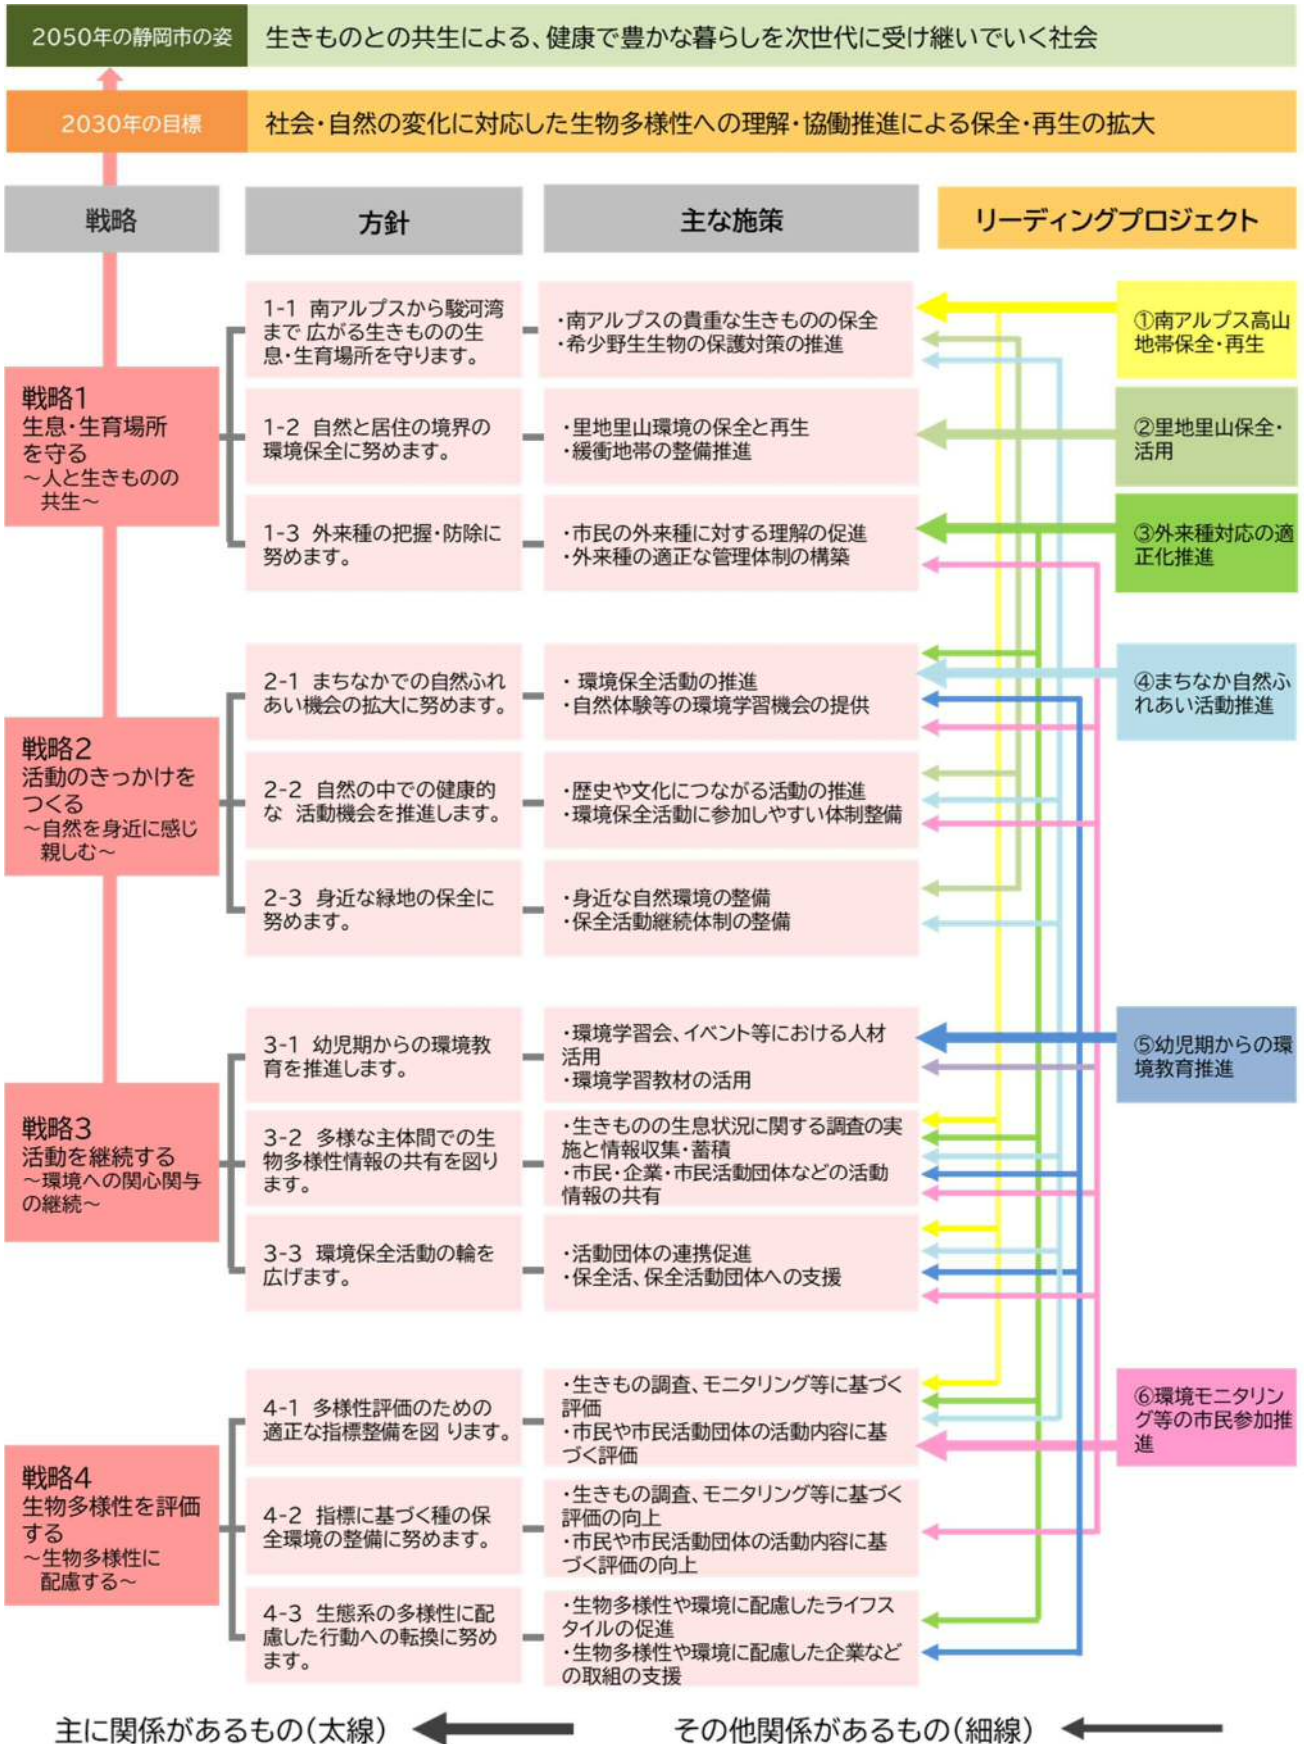 2050年の静岡市の姿
生きものとの共生による、健康で豊かな暮らしを次世代に受け継いでいく社会
2030年の目標
社会・自然の変化に対応した生物多様性への理解・協働推進による保全・再生の拡大
戦略
方針
主な施策
リーディングプロジェクト
戦略1
生息・生育場所
を守る
～人と生きものの
共生～
1-1 南アルプスから駿河湾
まで 広がる生きものの生
息・生育場所を守ります。
・南アルプスの貴重な生きものの保全
・希少野生生物の保護対策の推進
①南アルプス高山
地帯保全・再生
1-2 自然と居住の境界の
環境保全に努めます。
・里地里山環境の保全と再生
・緩衝地帯の整備推進
②里地里山保全・
活用
1-3 外来種の把握・防除に
努めます。
・市民の外来種に対する理解の促進
・外来種の適正な管理体制の構築
③外来種対応の適
正化推進
戦略2
活動のきっかけを
つくる
～自然を身近に感じ
親しむ～
2-1 まちなかでの自然ふれ
あい機会の拡大に努めます。
・ 環境保全活動の推進
・自然体験等の環境学習機会の提供
④まちなか自然ふ
れあい活動推進
2-2 自然の中での健康的
な 活動機会を推進します。
・歴史や文化につながる活動の推進
・環境保全活動に参加しやすい体制整備
2-3 身近な緑地の保全に
努めます。
・身近な自然環境の整備
・保全活動継続体制の整備
戦略3
活動を継続する
～環境への関心関与
の継続～
3-1 幼児期からの環境教
育を推進します。
・環境学習会、イベント等における人材
活用
・環境学習教材の活用
⑤幼児期からの環
境教育推進
3-2 多様な主体間での生
物多様性情報の共有を図り
ます。
・生きものの生息状況に関する調査の実
施と情報収集・蓄積
・市民・企業・市民活動団体などの活動
情報の共有
3-3 環境保全活動の輪を
広げます。
・活動団体の連携促進
・保全活、保全活動団体への支援
戦略4
生物多様性を評価
する
～生物多様性に
配慮する～
4-1 多様性評価のための
適正な指標整備を図 ります。
・生きもの調査、モニタリング等に基づく
評価
・市民や市民活動団体の活動内容に基
づく評価
⑥環境モニタリン
グ等の市民参加推
進
4-2 指標に基づく種の保
全環境の整備に努めます。
・生きもの調査、モニタリング等に基づく
評価の向上
・市民や市民活動団体の活動内容に基
づく評価の向上
4-3 生態系の多様性に配
慮した行動への転換に努め
ます。
・生物多様性や環境に配慮したライフス
タイルの促進
・生物多様性や環境に配慮した企業など
の取組の支援
主に関係があるもの(太線)
その他関係があるもの(細線)